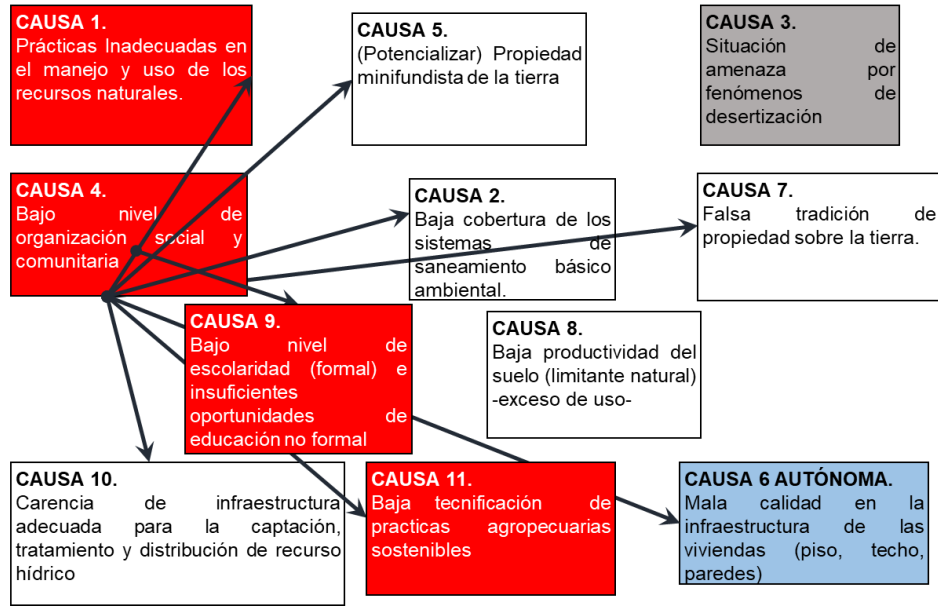 CAUSA 1.
Prácticas Inadecuadas en
el manejo y uso de los
recursos naturales.
CAUSA 5.
(Potencializar) Propiedad
minifundista de la tierra
CAUSA 3.
Situación de
amenaza por
fenómenos de
desertización
CAUSA 4.
Bajo nivel de
organización social y
comunitaria
CAUSA 2.
Baja cobertura de los
sistemas de
saneamiento básico
ambiental.
CAUSA 7.
Falsa tradición de
propiedad sobre la tierra.
CAUSA 9.
Bajo nivel de
escolaridad (formal) e
insuficientes
oportunidades de
educación no formal
CAUSA 8.
Baja productividad del
suelo (limitante natural)
-exceso de uso-
CAUSA 10.
Carencia de infraestructura
adecuada para la captación,
tratamiento y distribución de recurso
hídrico
CAUSA 11.
Baja tecnificación de
practicas agropecuarias
sostenibles
CAUSA 6 AUTÓNOMA.
Mala calidad en la
infraestructura de las
viviendas (piso, techo,
paredes)